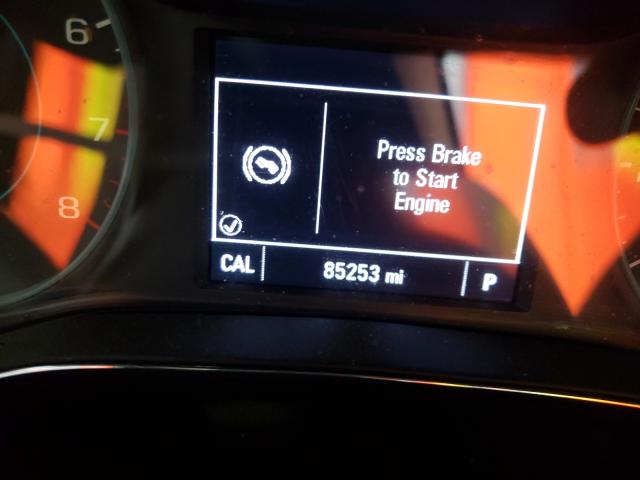 6
7
8
Press Brake
to Start
Engine
CAL 85253 mi P